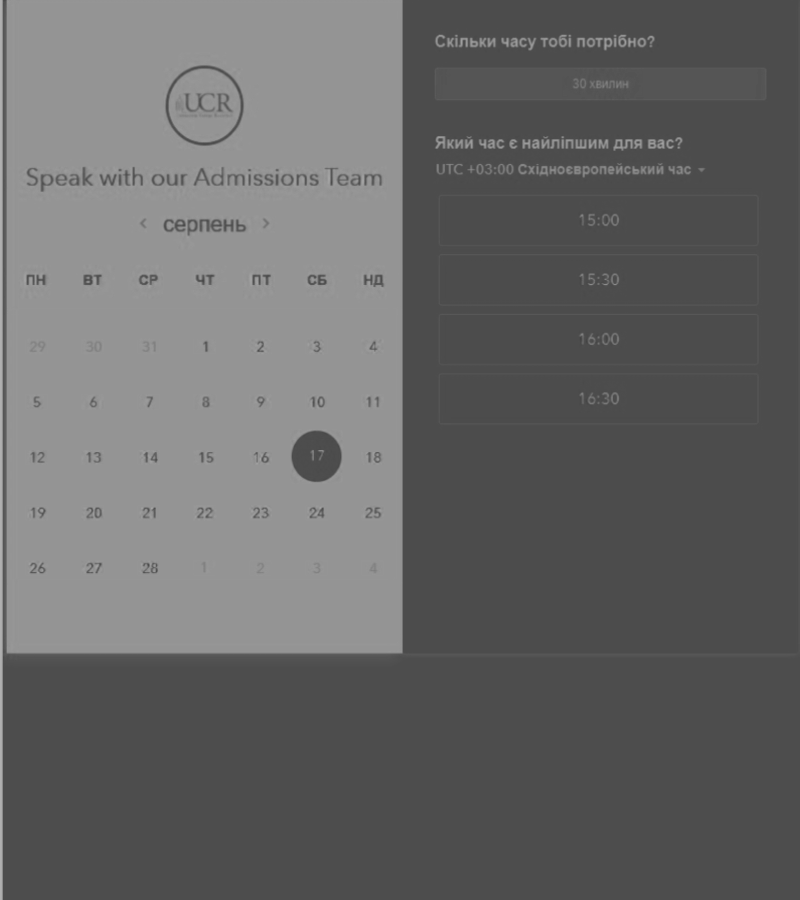 UCR
Speak with our Admissions Team
серпень
ПН ВТ СР ЧТ ПТ СБ НД
29 30 31 1 2 3 4
5 6 7 8 9 10 11
12 13 14 15 16 17 18
19 20 21 22 23 24 25
26 27 28 1 2 3 4
Скільки часу тобі потрібно?
30 хвилин
Який час є найліпшим для вас?
UTC +03:00 Східноєвропейський час
15:00
15:30
16:00
16:30